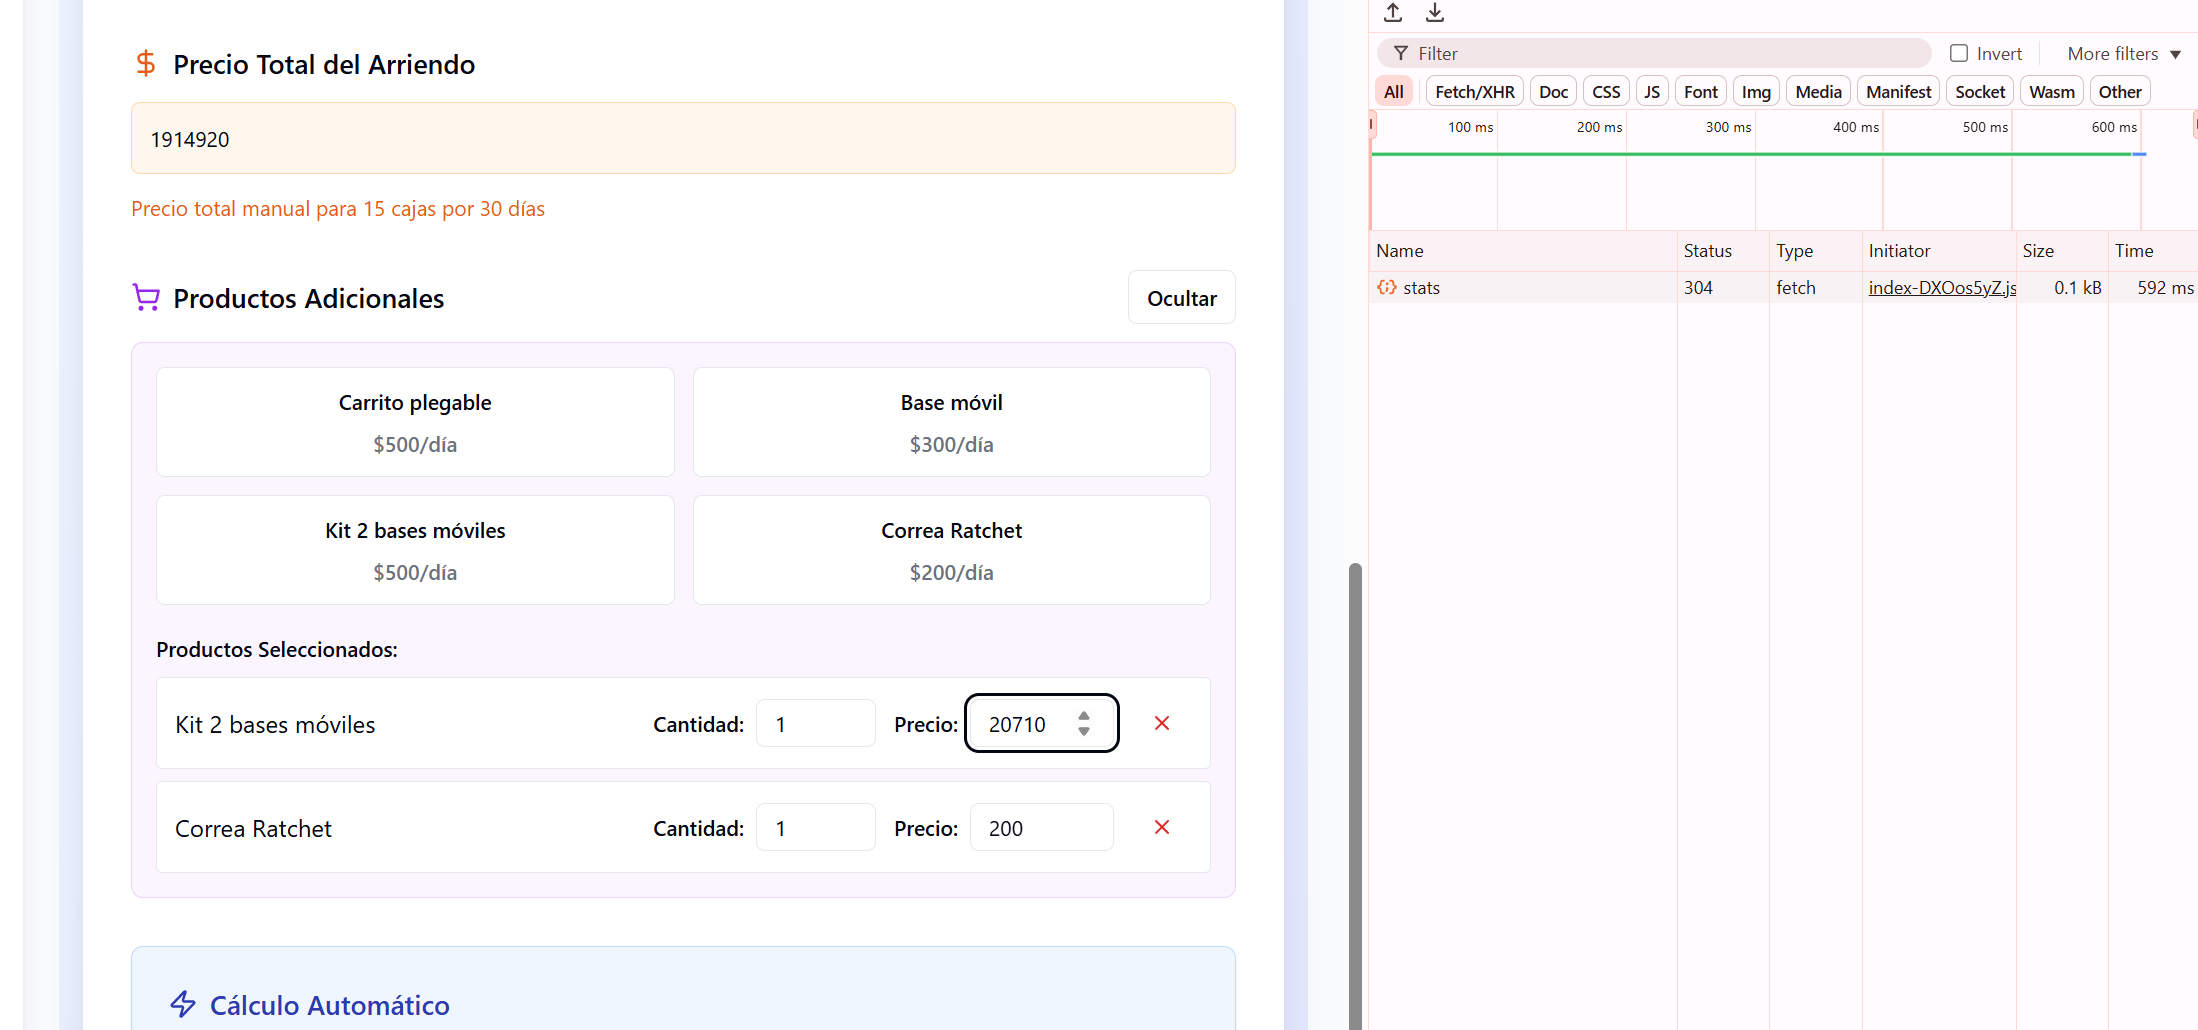 Precio Total del Arriendo
1914920
Precio total manual para 15 cajas por 30 días
Productos Adicionales
Ocultar
Carrito plegable
$500/día
Base móvil
$300/día
Kit 2 bases móviles
$500/día
Correa Ratchet
$200/día
Productos Seleccionados:
Kit 2 bases móviles Cantidad: 1 Precio: 20710
Correa Ratchet Cantidad: 1 Precio: 200
Cálculo Automático
Filter Invert More filters
All Fetch/XHR Doc CSS JS Font Img Media Manifest Socket Wasm Other
100 ms 200 ms 300 ms 400 ms 500 ms 600 ms
Name Status Type Initiator Size Time
stats 304 fetch index-DXOos5yZ.js 0.1 kB 592 ms